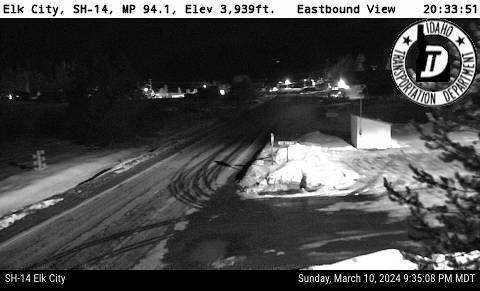 Elk City, SH-14, MP 94.1, Elev 3,939ft. Eastbound View 20:33:51
IDAHO
TRANSPORTATION DEPARTMENT
SH-14 Elk City Sunday, March 10, 2024 9:35:08 PM MDT